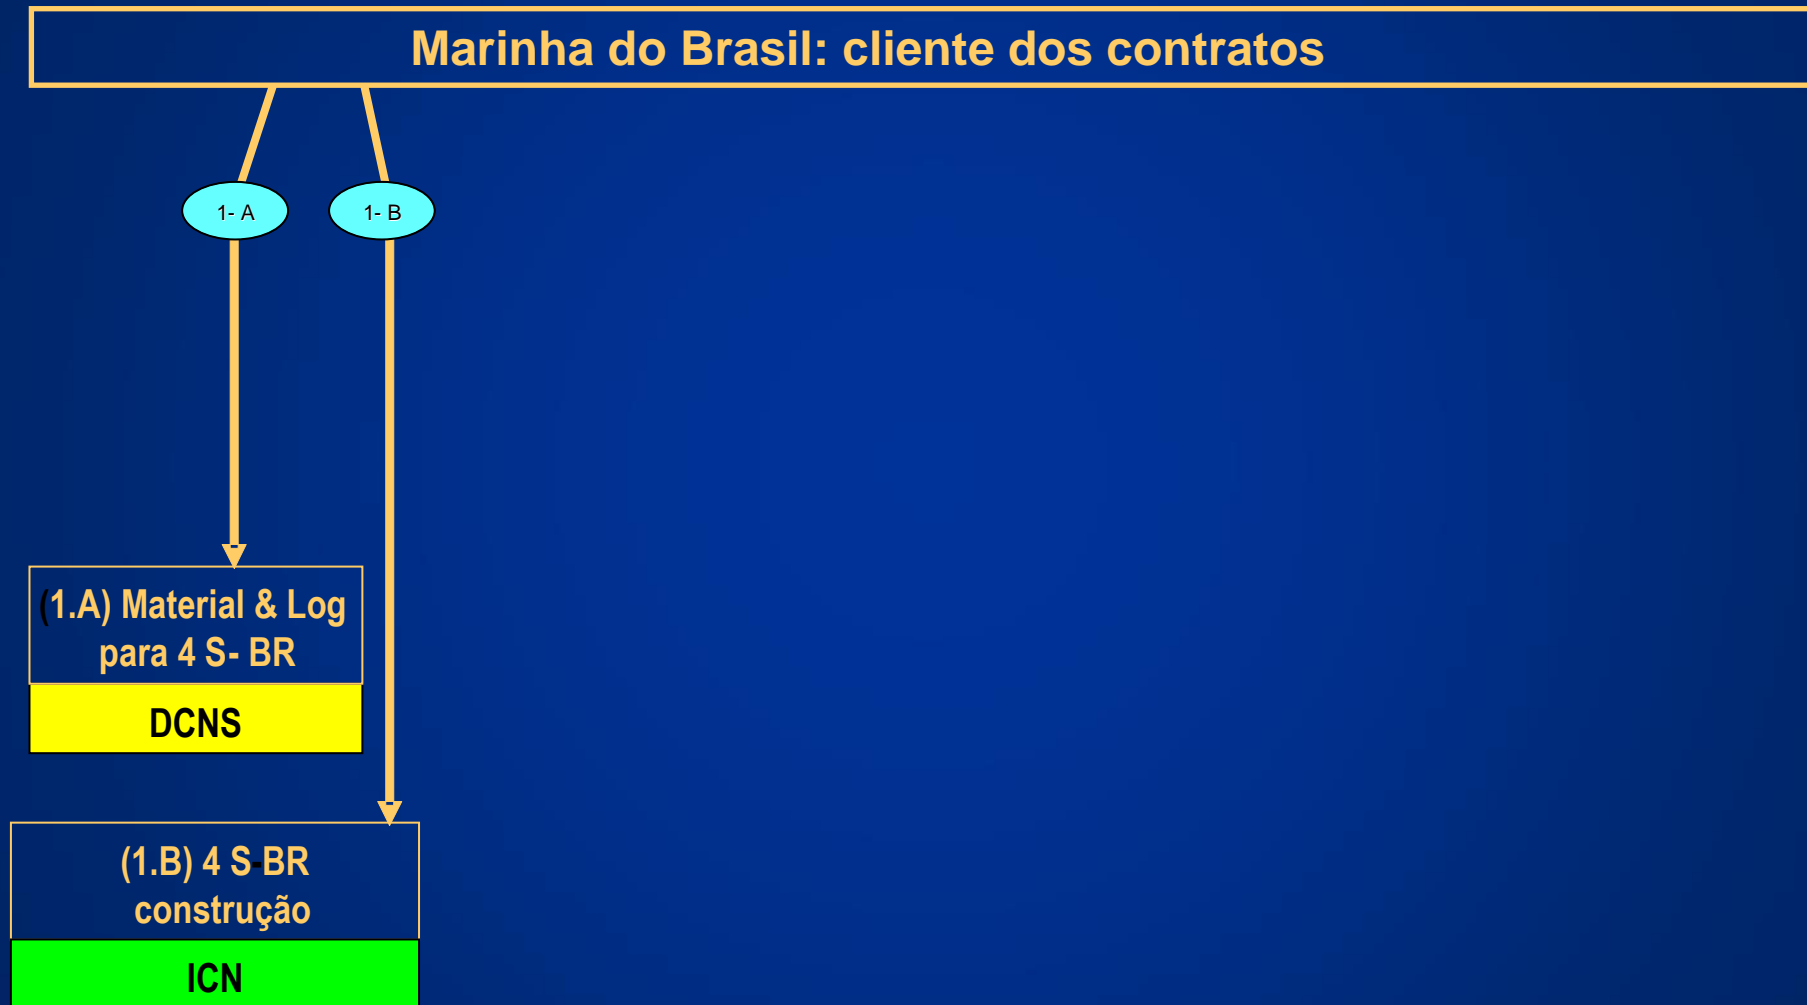 Marinha do Brasil: cliente dos contratos
1- A
1- B
(1.A) Material & Log
para 4 S- BR
DCNS
(1.B) 4 S-BR
construção
ICN